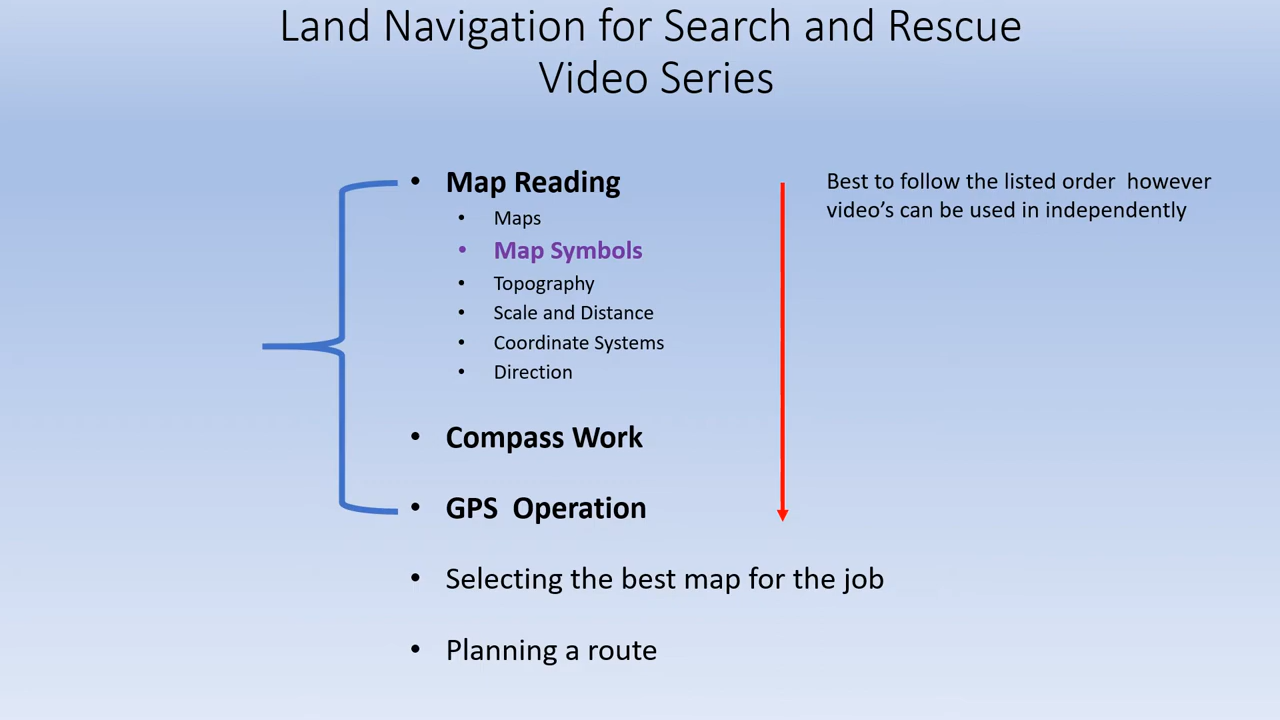 Land Navigation for Search and Rescue
Video Series
• Map Reading
• Maps
• Map Symbols
• Topography
• Scale and Distance
• Coordinate Systems
• Direction
• Compass Work
• GPS  Operation
• Selecting the best map for the job
• Planning a route
Best to follow the listed order  however
video's can be used in independently